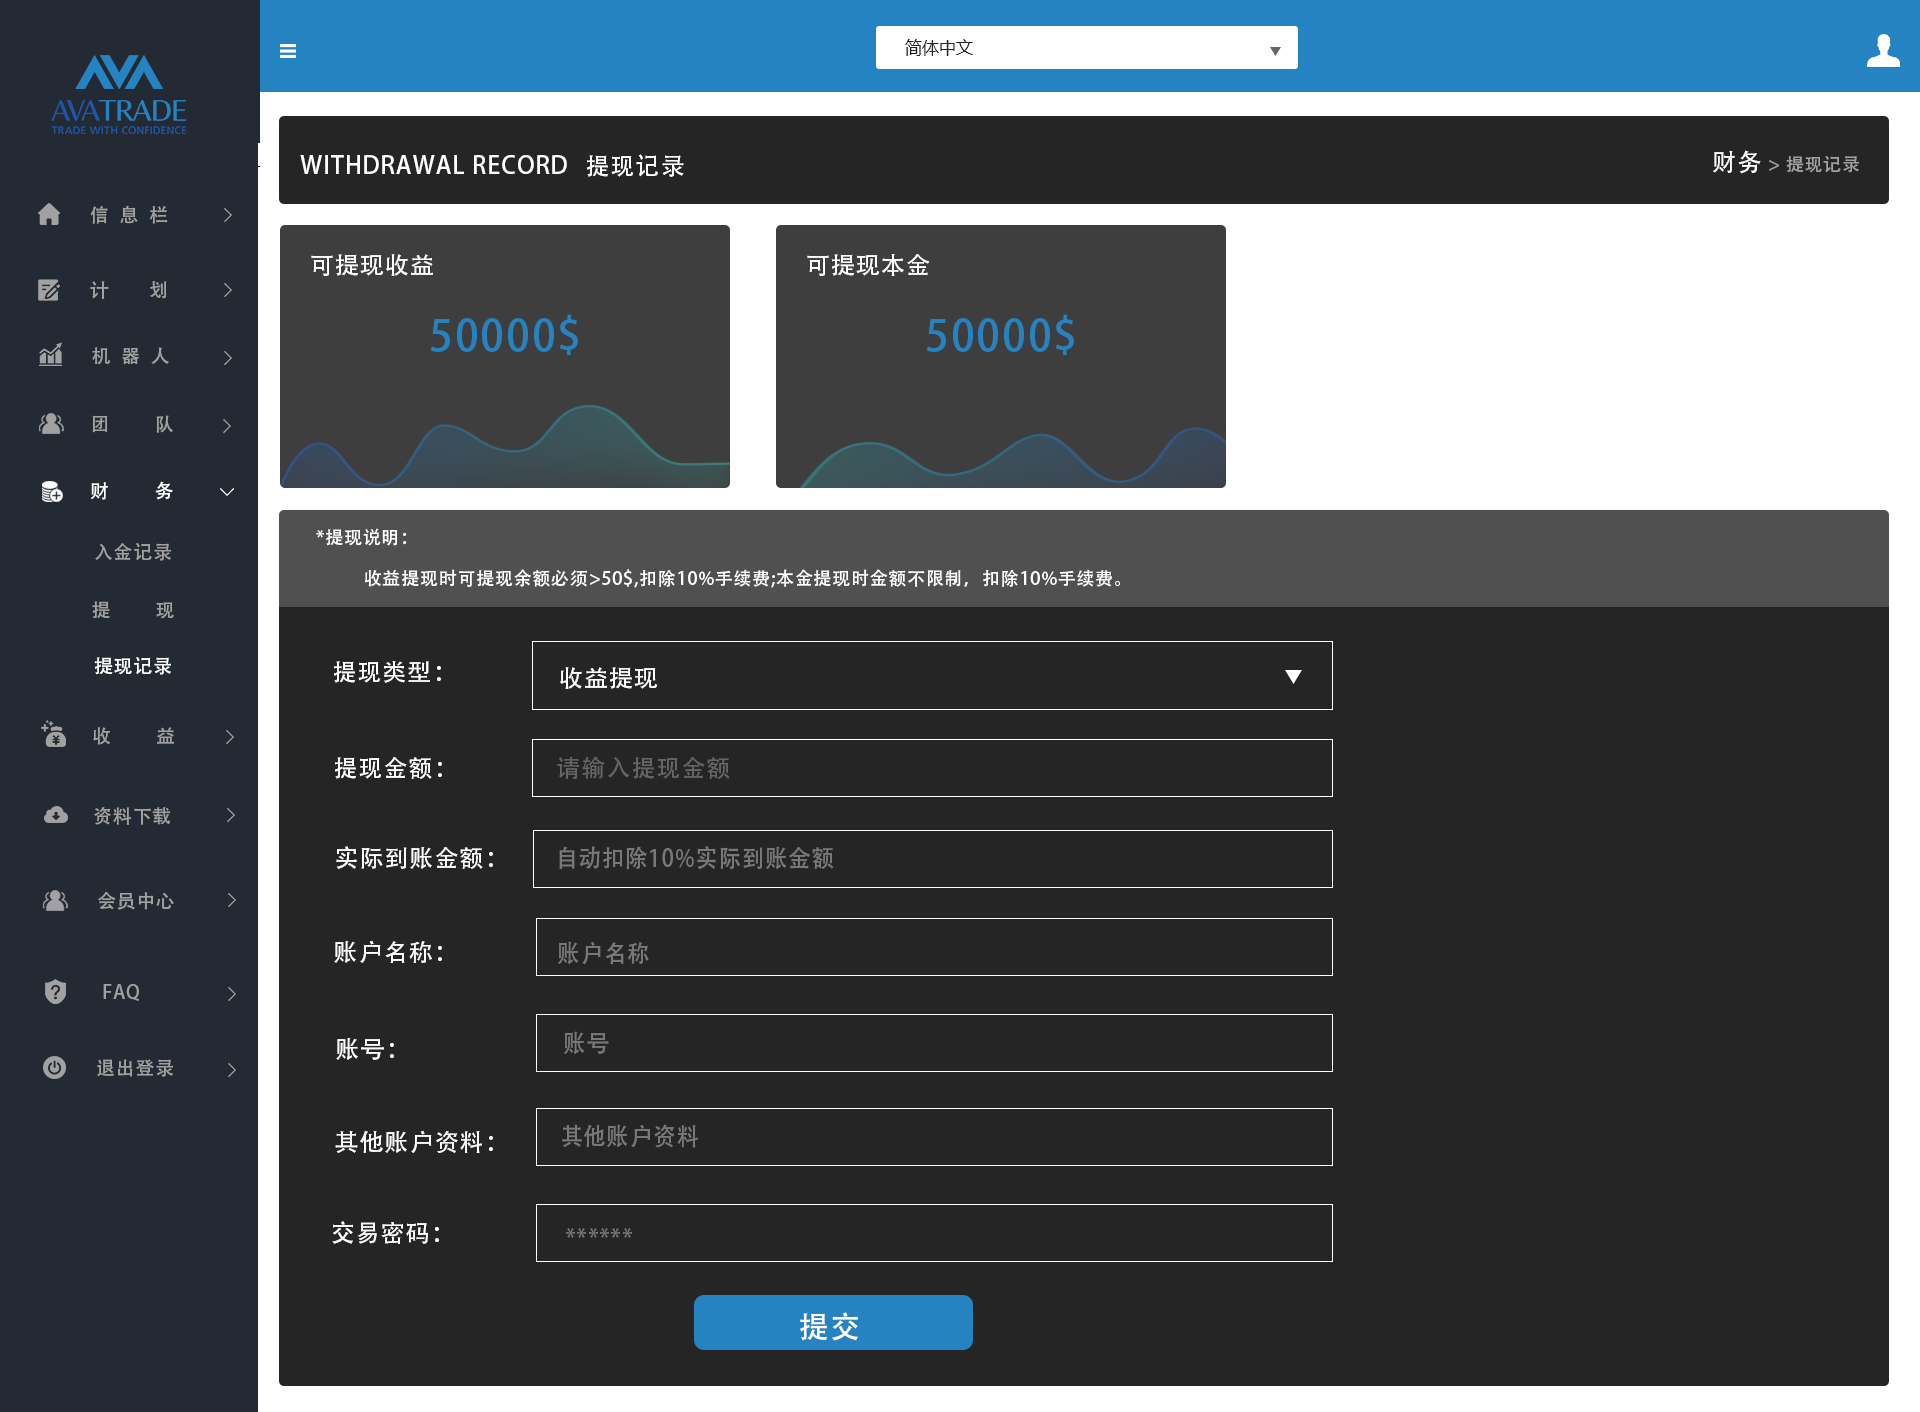 AVATRADE
TRADE WITH CONFIDENCE
简体中文
WITHDRAWAL RECORD 提现记录
财务 > 提现记录
信息栏
计划
机器人
团队
财务
入金记录
提现
提现记录
收益
资料下载
会员中心
FAQ
退出登录
可提现收益
50000$
可提现本金
50000$
*提现说明：
收益提现时可提现余额必须>50$,扣除10%手续费;本金提现时金额不限制，扣除10%手续费。
提现类型： 收益提现
提现金额： 请输入提现金额
实际到账金额： 自动扣除10%实际到账金额
账户名称： 账户名称
账号： 账号
其他账户资料： 其他账户资料
交易密码： ******
提交